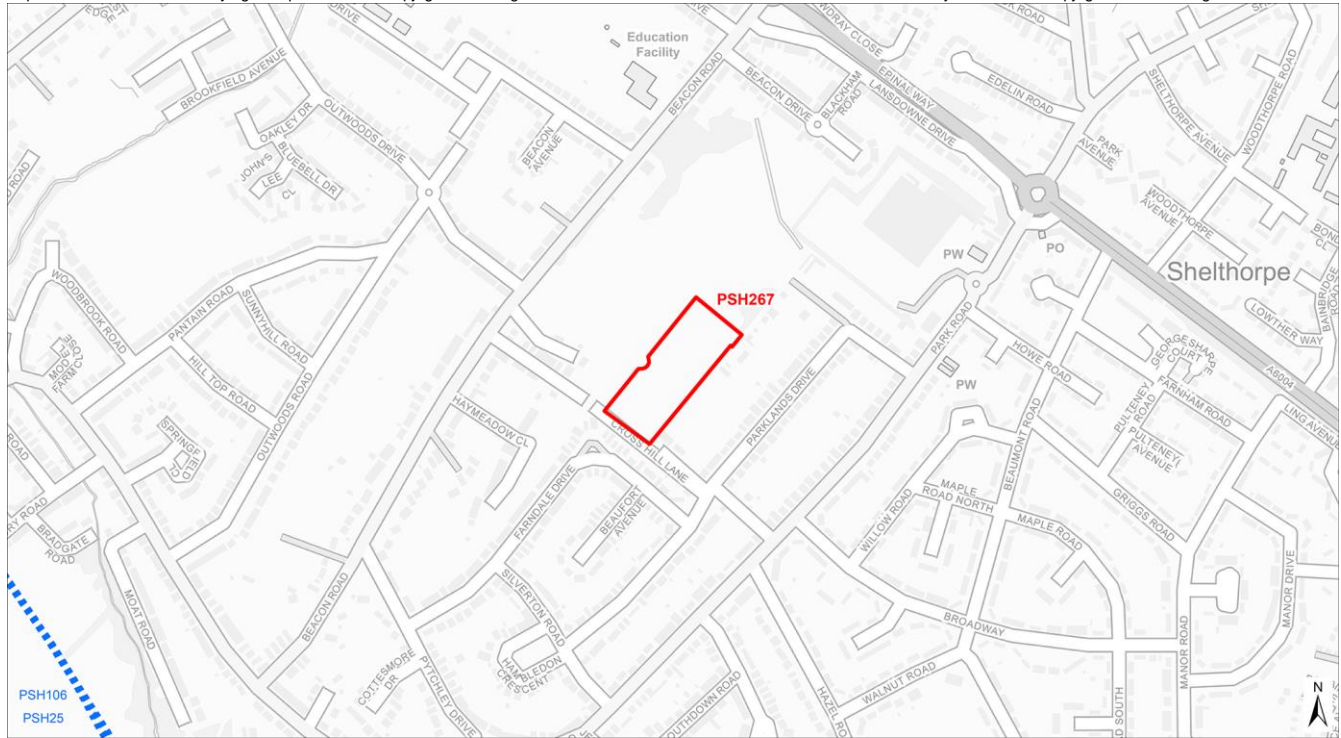 DRIVE
BROOKFIELD AVENUE
OUTWOODS DRIVE
OAKLEY DR
BLUEBELL DR
JOHN'S
LEE
CL
Education
Facility
BEACON ROAD
BEACON
AVENUE
BEACON DRIVE
BLACKHAM
ROAD
EPINAL WAY
LANSDOWNE DRIVE
EDELIN ROAD
SHELTHORPE AVENUE
WOODTHORPE ROAD
PARK
AVENUE
WOODTHORPE
AVENUE
PW
PO
Shelthorpe
LOWTHER WAY
BAINBRIDGE
ROAD
A6004
LING AVENUE
WOODBROOK ROAD
PANTAIN ROAD
SUNNYHILL ROAD
HILL TOP ROAD
OUTWOODS ROAD
SPRINGFIELD
CL
PSH267
CROSS HILL LANE
PARKLANDS DRIVE
PARK ROAD
PW
HOWE ROAD
GEORGE SHARPE
COURT
FARNHAM ROAD
PULTENEY
ROAD
PULTENEY
AVENUE
BEAUMONT ROAD
GRIGGS ROAD
MAPLE
ROAD NORTH
MAPLE ROAD
WILLOW ROAD
BROADWAY
MANOR ROAD
MANOR DRIVE
HAYMEADOW CL
FARNDALE DRIVE
BEAUFORT
AVENUE
SILVERTON ROAD
BRADGATE
ROAD
MOAT ROAD
BEACON ROAD
COTTESMORE
DR
PYTCHLEY DRIVE
HAMBLEDON
CRESCENT
WALNUT ROAD
PSH106
PSH25
N